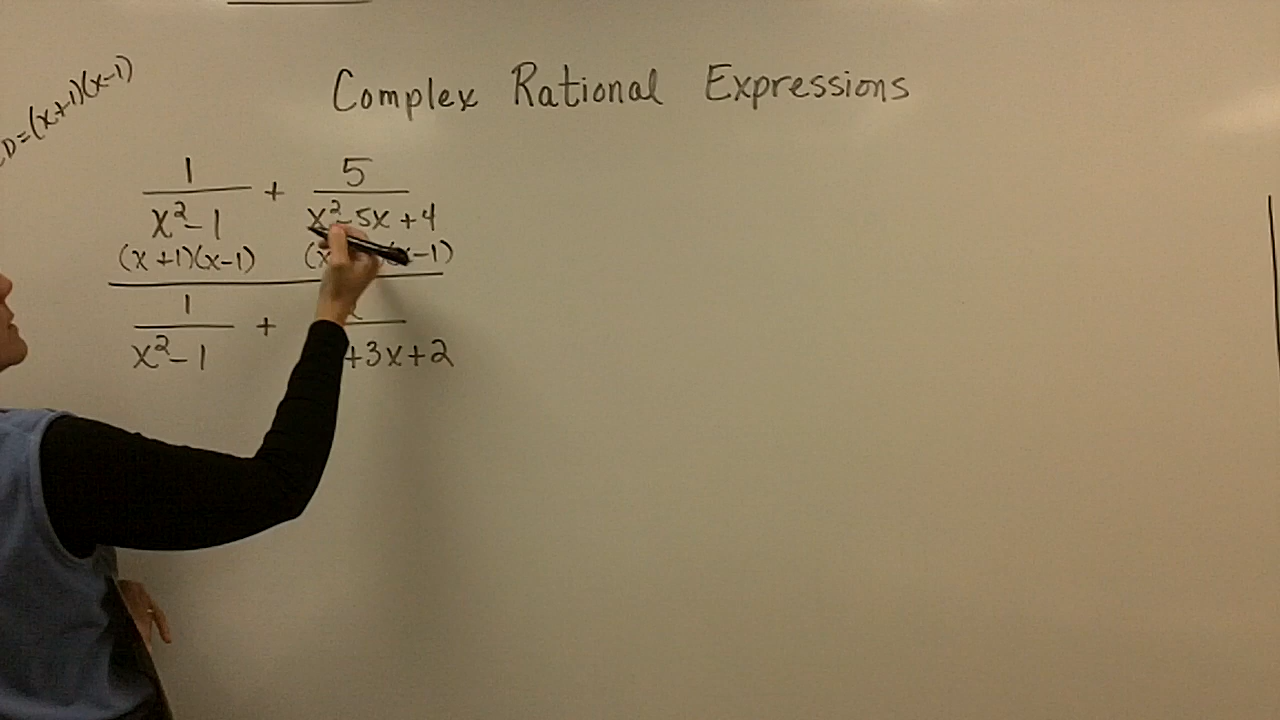 D=(x+1)(x-1)
Complex Rational Expressions
1 + 5
x²-1 x²-5x+4
(x+1)(x-1) (x -1)
1 +
x²-1 +3x+2